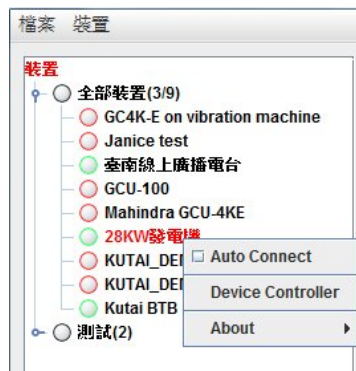 檔案 裝置
裝置
全部裝置(3/9)
GC4K-E on vibration machine
Janice test
臺南線上廣播電台
GCU-100
Mahindra GCU-4KE
28KW發電機
Auto Connect
KUTAI_DE
Device Controller
KUTAI_DE
Kutai BTB
About
測試(2)